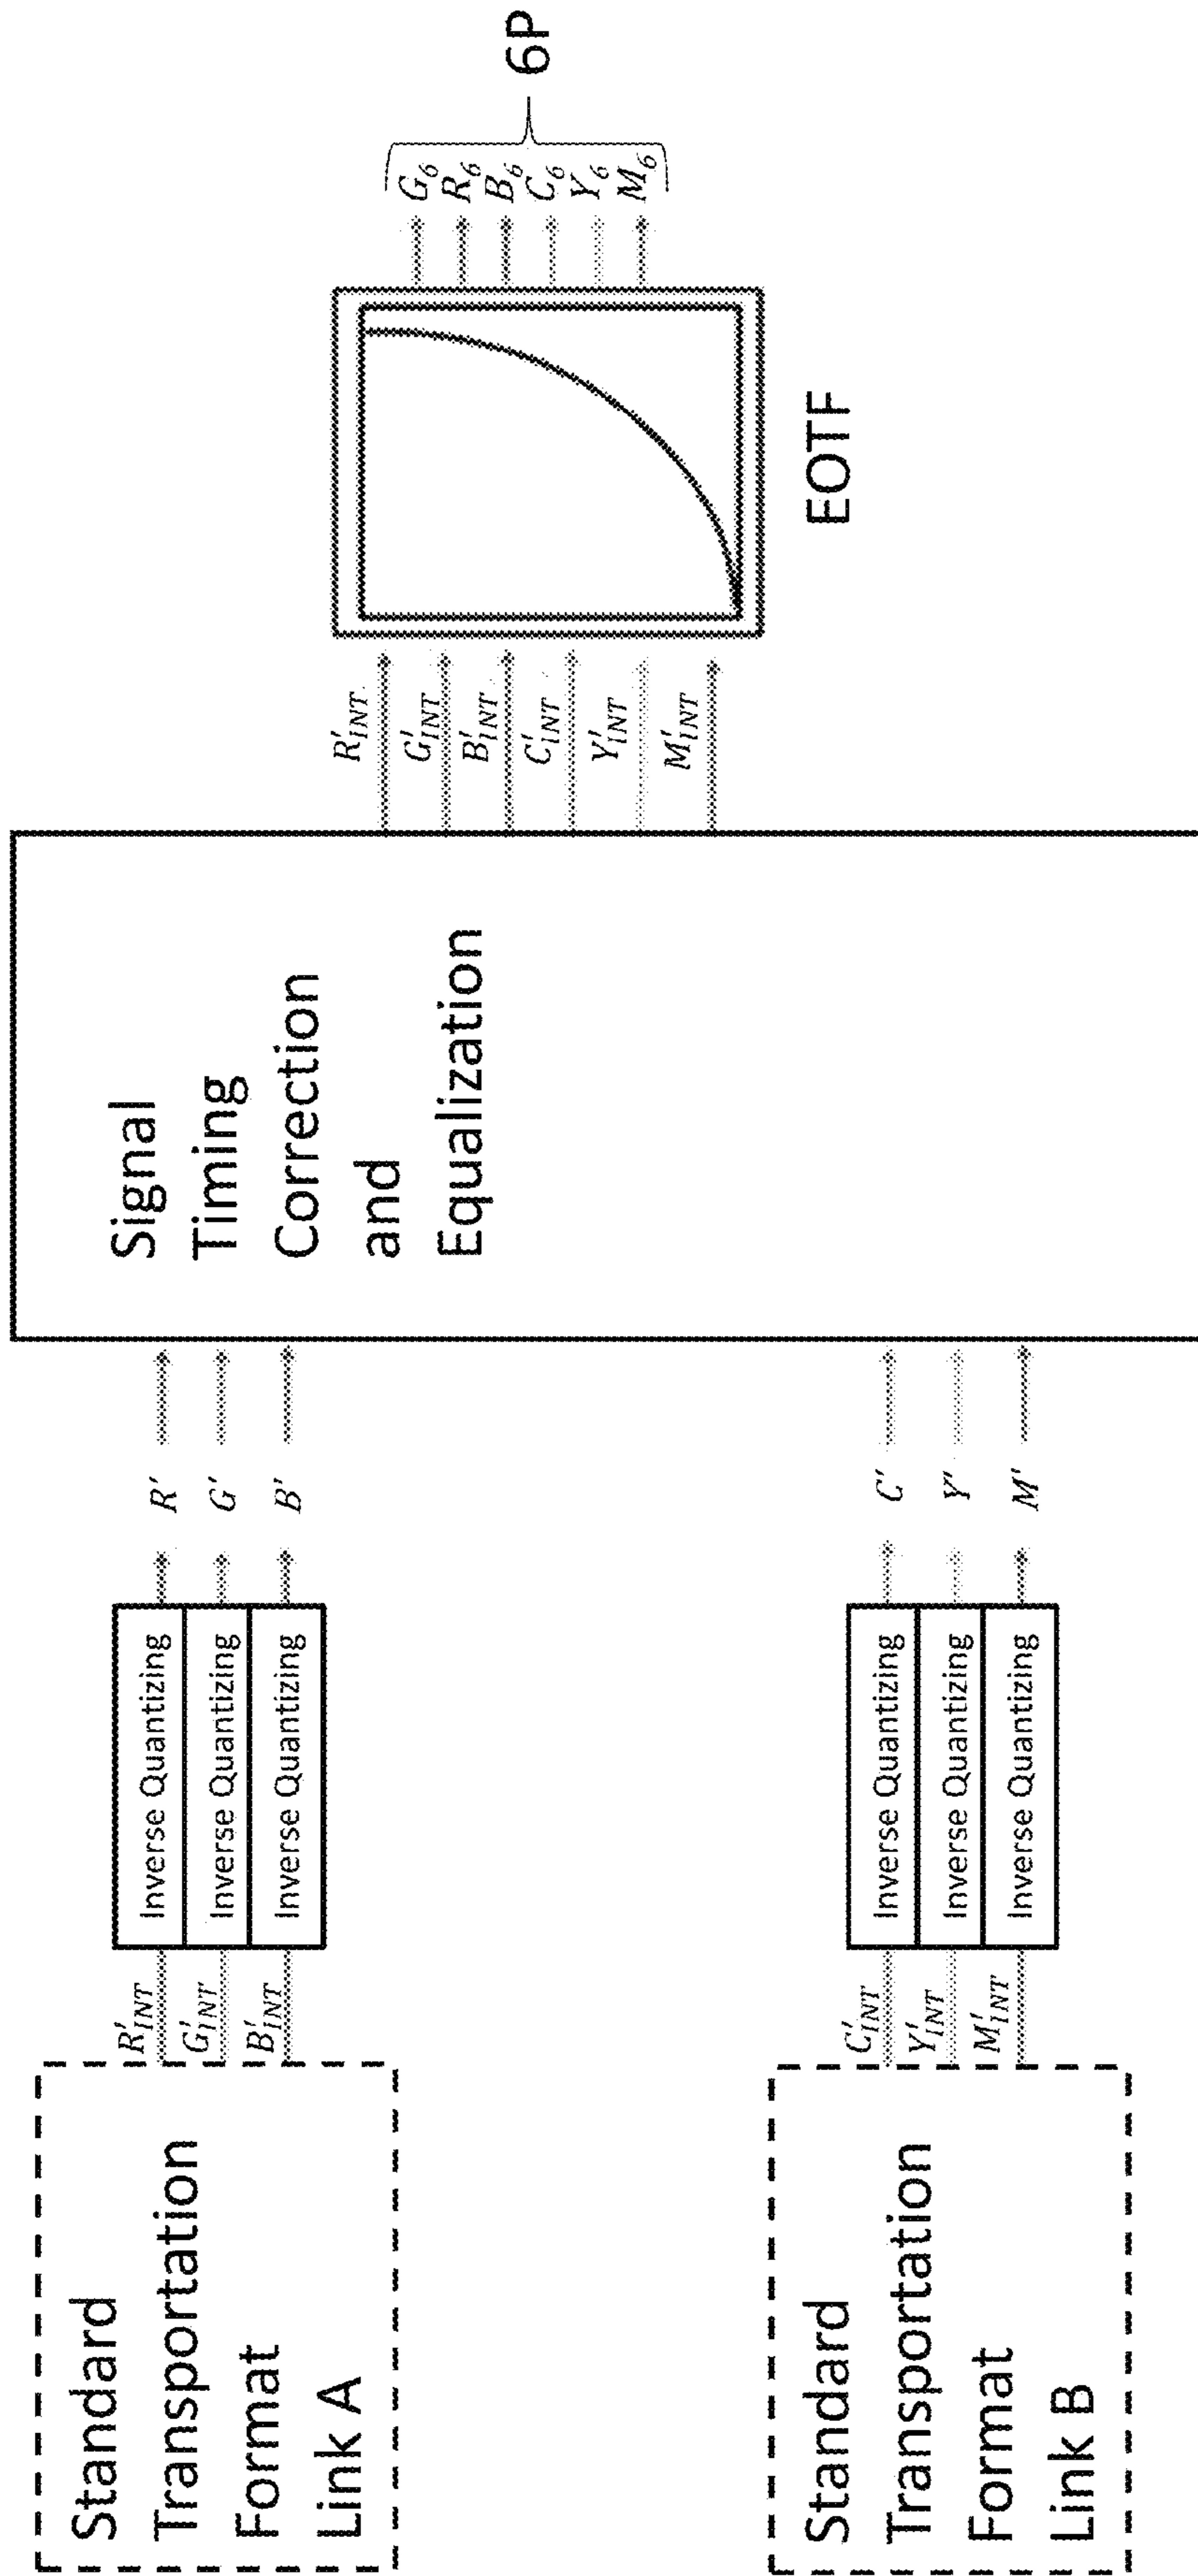 Standard
Transportation
Format
Link A
R'INT
G'INT
B'INT
Inverse Quantizing
Inverse Quantizing
Inverse Quantizing
R'
G'
B'
Standard
Transportation
Format
Link B
C'INT
Y'INT
M'INT
Inverse Quantizing
Inverse Quantizing
Inverse Quantizing
C'
Y'
M'
Signal
Timing
Correction
and
Equalization
R'INT
G'INT
B'INT
C'INT
Y'INT
M'INT
EOTF
G6
R6
B6
C6
Y6
M6
6P